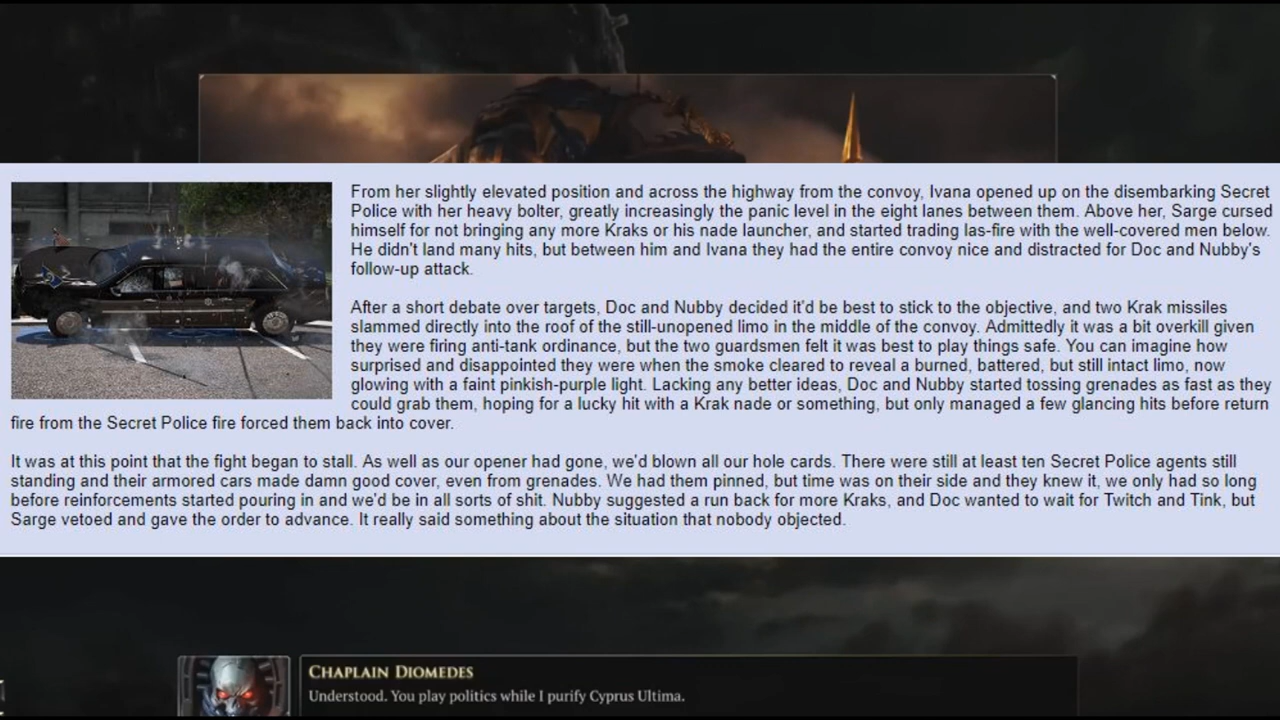 From her slightly elevated position and across the highway from the convoy, Ivana opened up on the disembarking Secret
Police with her heavy bolter, greatly increasingly the panic level in the eight lanes between them. Above her, Sarge cursed
himself for not bringing any more Kraks or his nade launcher, and started trading las-fire with the well-covered men below.
He didn't land many hits, but between him and Ivana they had the entire convoy nice and distracted for Doc and Nubby's
follow-up attack.
After a short debate over targets, Doc and Nubby decided it'd be best to stick to the objective, and two Krak missiles
slammed directly into the roof of the still-unopened limo in the middle of the convoy. Admittedly it was a bit overkill given
they were firing anti-tank ordinance, but the two guardsmen felt it was best to play things safe. You can imagine how
surprised and disappointed they were when the smoke cleared to reveal a burned, battered, but still intact limo, now
glowing with a faint pinkish-purple light. Lacking any better ideas, Doc and Nubby started tossing grenades as fast as they
could grab them, hoping for a lucky hit with a Krak nade or something, but only managed a few glancing hits before return
fire from the Secret Police fire forced them back into cover.
It was at this point that the fight began to stall. As well as our opener had gone, we'd blown all our hole cards. There were still at least ten Secret Police agents still
standing and their armored cars made damn good cover, even from grenades. We had them pinned, but time was on their side and they knew it, we only had so long
before reinforcements started pouring in and we'd be in all sorts of shit. Nubby suggested a run back for more Kraks, and Doc wanted to wait for Twitch and Tink, but
Sarge vetoed and gave the order to advance. It really said something about the situation that nobody objected.
CHAPLAIN DIOMEDES
Understood. You play politics while I purify Cyprus Ultima.